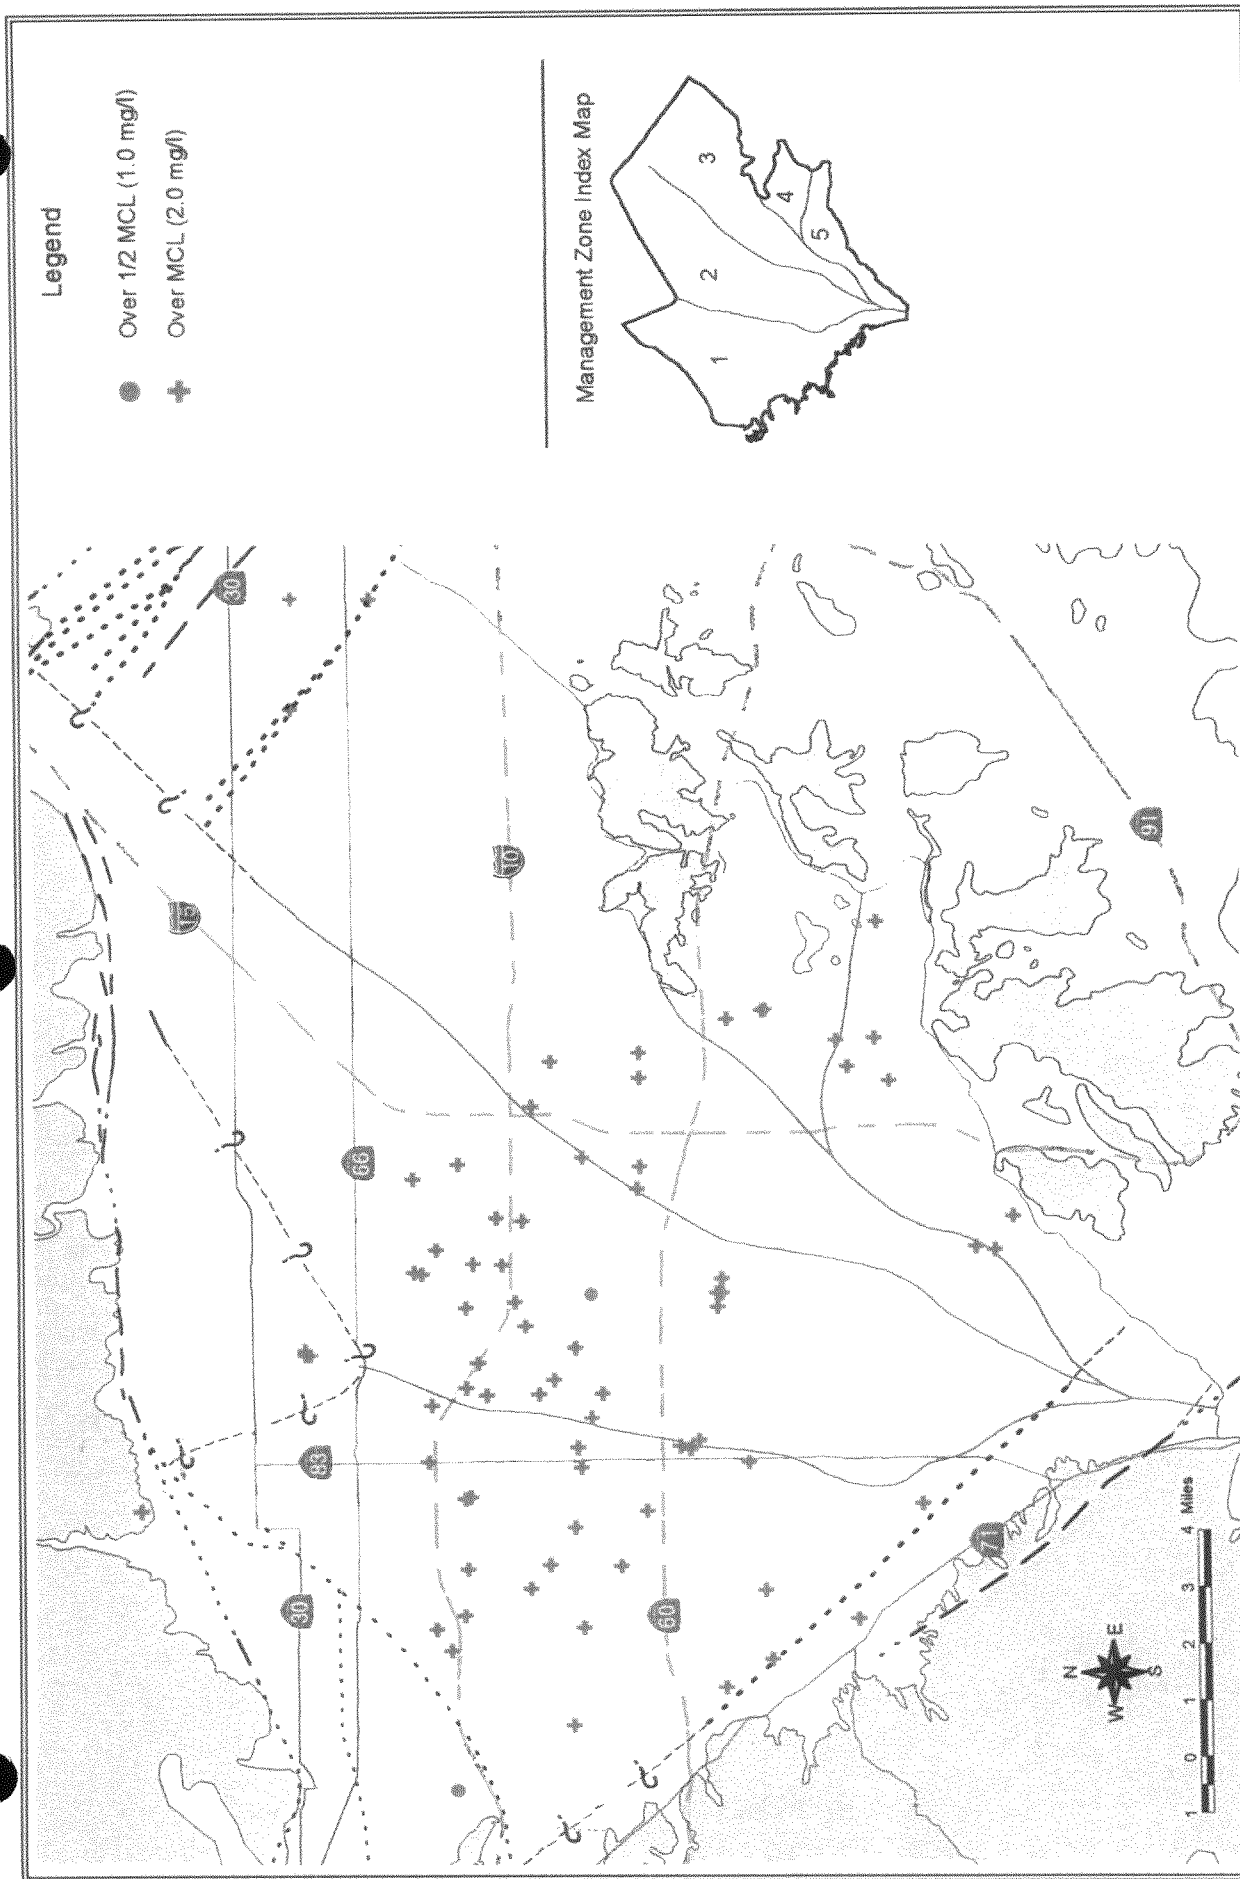 Legend
Over 1/2 MCL (1.0 mg/l)
Over MCL (2.0 mg/l)
Management Zone Index Map
1
2
3
4
5
30
15
10
66
91
83
30
60
71
?
?
?
?
?
?
?
?
?
N
W
E
S
1 0 1 2 3 4 Miles